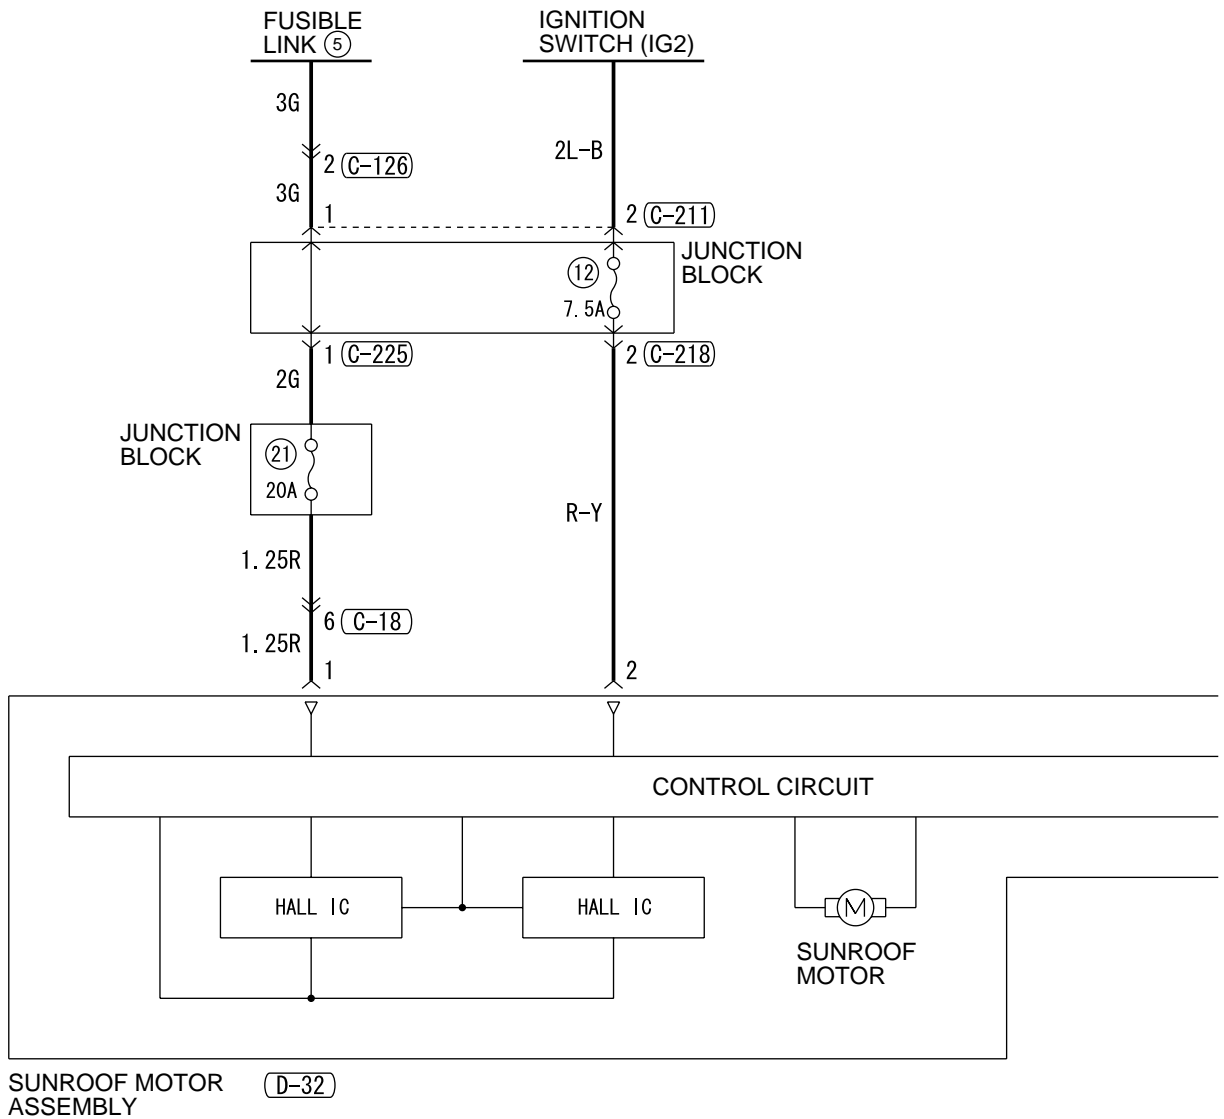 FUSIBLE
LINK 5
IGNITION
SWITCH (IG2)
3G
2 C-126
2L-B
3G
1
2 C-211
JUNCTION
BLOCK
12
7.5A
1 C-225
2 C-218
2G
JUNCTION
BLOCK
21
20A
R-Y
1.25R
6 C-18
1.25R
1
2
CONTROL CIRCUIT
HALL IC
HALL IC
M
SUNROOF
MOTOR
SUNROOF MOTOR
ASSEMBLY
D-32